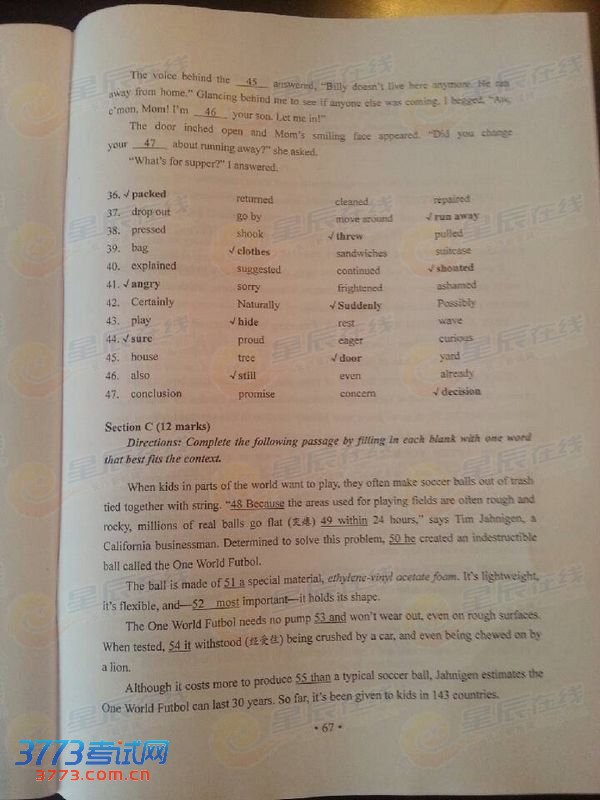 The voice behind the 45 answered, "Billy doesn't live here anymore. He ran
away from home." Glancing behind me to see if anyone else was coming, I begged, "Aw,
c'mon, Mom! I'm 46 your son. Let me in!"
The door inched open and Mom's smiling face appeared. "Did you change
your 47 about running away?" she asked.
"What's for supper?" I answered.
36. √ packed returned cleaned repaired
37. drop out go by move around √ run away
38. pressed shook √ threw pulled
39. bag √ clothes sandwiches suitcase
40. explained suggested continued √ shouted
41. √ angry sorry frightened ashamed
42. Certainly Naturally √ Suddenly Possibly
43. play √ hide rest wave
44. √ sure proud eager curious
45. house tree √ door yard
46. also √ still even already
47. conclusion promise concern √ decision
Section C (12 marks)
Directions: Complete the following passage by filling in each blank with one word
that best fits the context.
When kids in parts of the world want to play, they often make soccer balls out of trash
tied together with string. "48 Because the areas used for playing fields are often rough and
rocky, millions of real balls go flat (变瘪) 49 within 24 hours," says Tim Jahnigen, a
California businessman. Determined to solve this problem, 50 he created an indestructible
ball called the One World Futbol.
The ball is made of 51 a special material, ethylene-vinyl acetate foam. It's lightweight,
it's flexible, and—52 most important—it holds its shape.
The One World Futbol needs no pump 53 and won't wear out, even on rough surfaces.
When tested, 54 it withstood (经受住) being crushed by a car, and even being chewed on by
a lion.
Although it costs more to produce 55 than a typical soccer ball, Jahnigen estimates the
One World Futbol can last 30 years. So far, it's been given to kids in 143 countries.
· 67 ·
3773考试网
3773.com.cn
星辰在线